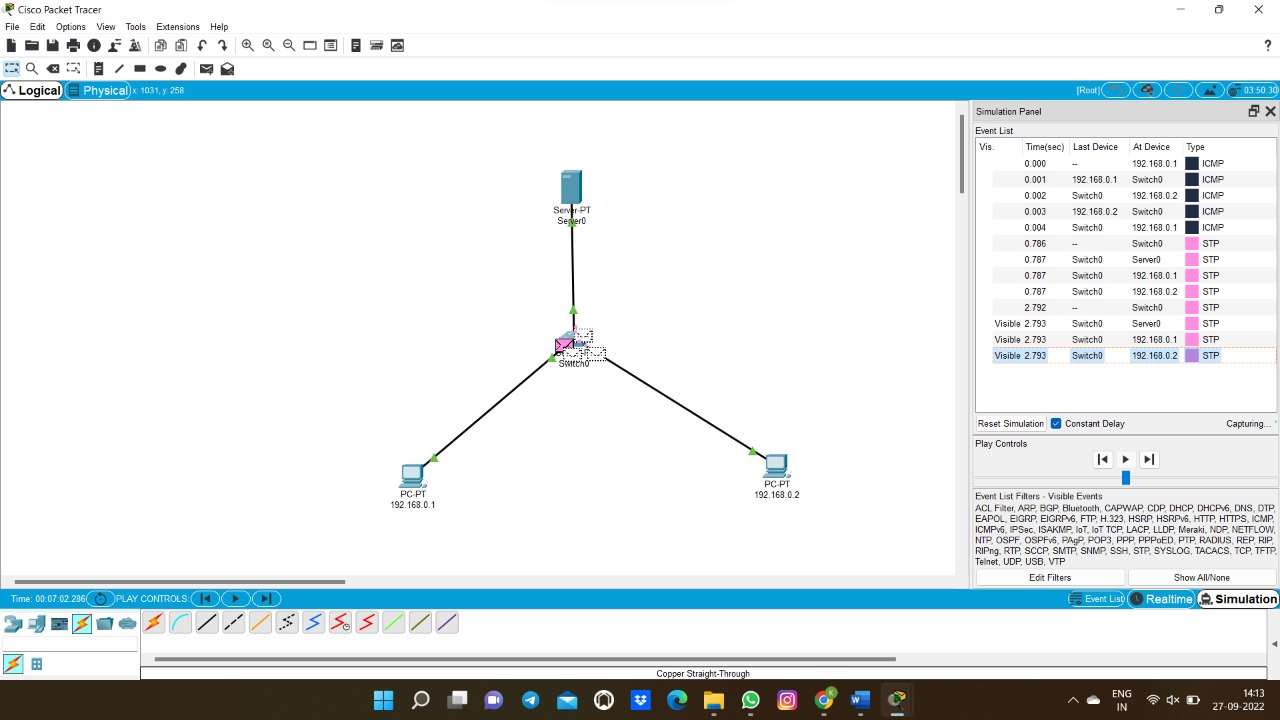 Cisco Packet Tracer
File Edit Options View Tools Extensions Help
?
Logical Physical x: 1031, y: 258 [Root] 03:50:30
Simulation Panel
Event List
Vis. Time(sec) Last Device At Device Type
0.000 -- 192.168.0.1 ICMP
0.001 192.168.0.1 Switch0 ICMP
0.002 Switch0 192.168.0.2 ICMP
0.003 192.168.0.2 Switch0 ICMP
0.004 Switch0 192.168.0.1 ICMP
0.786 -- Switch0 STP
0.787 Switch0 Server0 STP
0.787 Switch0 192.168.0.1 STP
0.787 Switch0 192.168.0.2 STP
2.792 -- Switch0 STP
Visible 2.793 Switch0 Server0 STP
Visible 2.793 Switch0 192.168.0.1 STP
Visible 2.793 Switch0 192.168.0.2 STP
Server-PT
Server0
Switch0
PC-PT
192.168.0.1
PC-PT
192.168.0.2
Reset Simulation Constant Delay Capturing...
Play Controls
Event List Filters - Visible Events
ACL Filter, ARP, BGP, Bluetooth, CAPWAP, CDP, DHCP, DHCPv6, DNS, DTP,
EAPOL, EIGRP, EIGRPv6, FTP, H.323, HSRP, HSRPv6, HTTP, HTTPS, ICMP,
ICMPv6, IPSec, ISAKMP, IoT, IoT TCP, LACP, LLDP, Meraki, NDP, NETFLOW,
NTP, OSPF, OSPFv6, PAgP, POP3, PPP, PPPoED, PTP, RADIUS, REP, RIP,
RIPng, RTP, SCCP, SMTP, SNMP, SSH, STP, SYSLOG, TACACS, TCP, TFTP,
Telnet, UDP, USB, VTP
Edit Filters Show All/None
Time: 00:07:02.286 PLAY CONTROLS: Event List Realtime Simulation
Copper Straight-Through
ENG
IN
14:13
27-09-2022